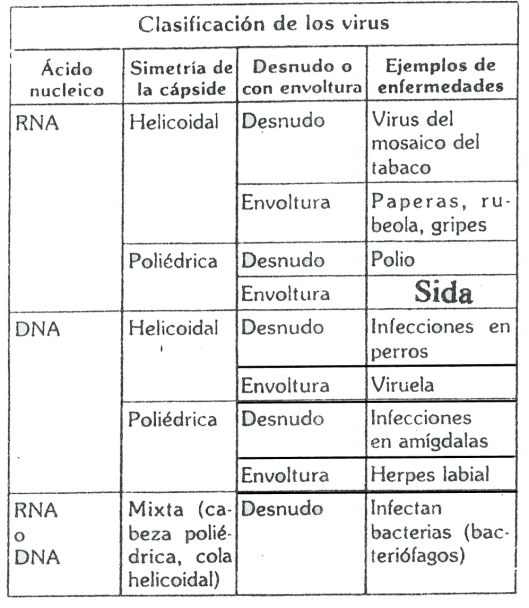 Clasificación de los virus
Ácido nucleico | Simetría de la cápside | Desnudo o con envoltura | Ejemplos de enfermedades
RNA | Helicoidal | Desnudo | Virus del mosaico del tabaco
Envoltura | Paperas, ru-beola, gripes
Poliédrica | Desnudo | Polio
Envoltura | Sida
DNA | Helicoidal | Desnudo | Infecciones en perros
Envoltura | Viruela
Poliédrica | Desnudo | Infecciones en amígdalas
Envoltura | Herpes labial
RNA o DNA | Mixta (ca-beza polié-drica, cola helicoidal) | Desnudo | Infectan bacterias (bac-teriófagos)